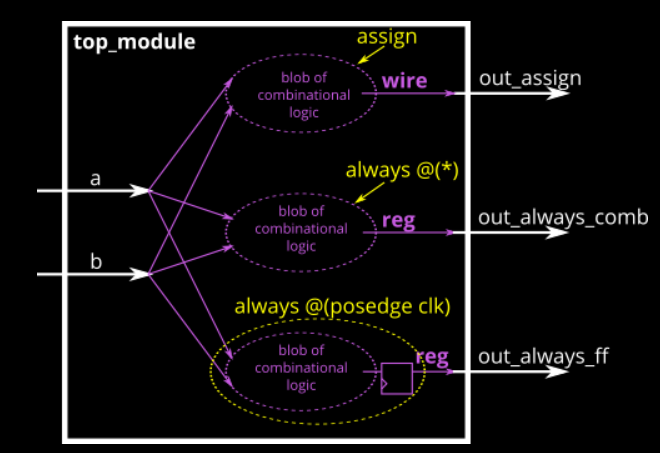 top_module
assign
blob of
combinational
logic
wire
out_assign
a
always @(*)
blob of
combinational
logic
reg
out_always_comb
b
always @(posedge clk)
blob of
combinational
logic
reg
out_always_ff